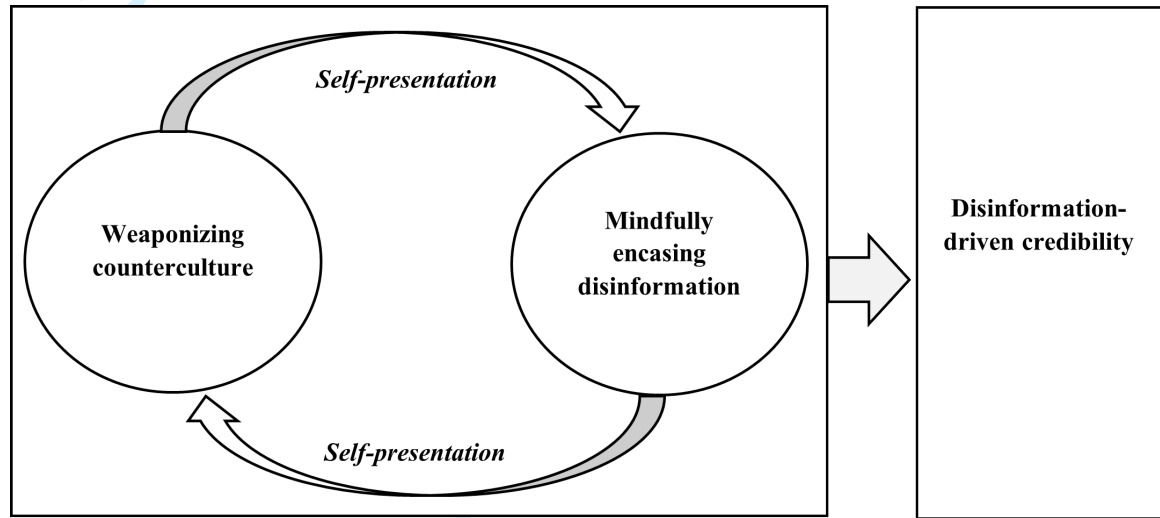 Self-presentation
Weaponizing
counterculture
Mindfully
encasing
disinformation
Self-presentation
Disinformation-
driven credibility